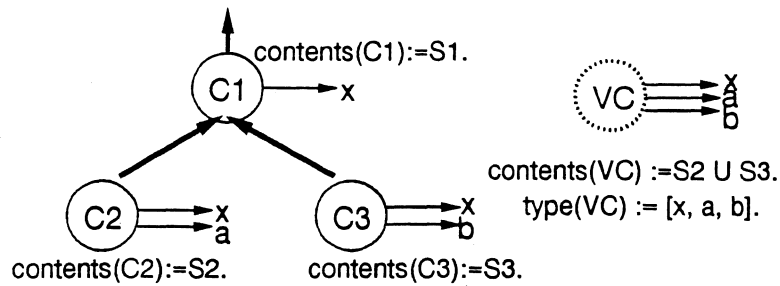 contents(C1):=S1.
C1
x
VC
x
a
b
contents(VC) :=S2 U S3.
type(VC) := [x, a, b].
C2
x
a
C3
x
b
contents(C2):=S2.
contents(C3):=S3.